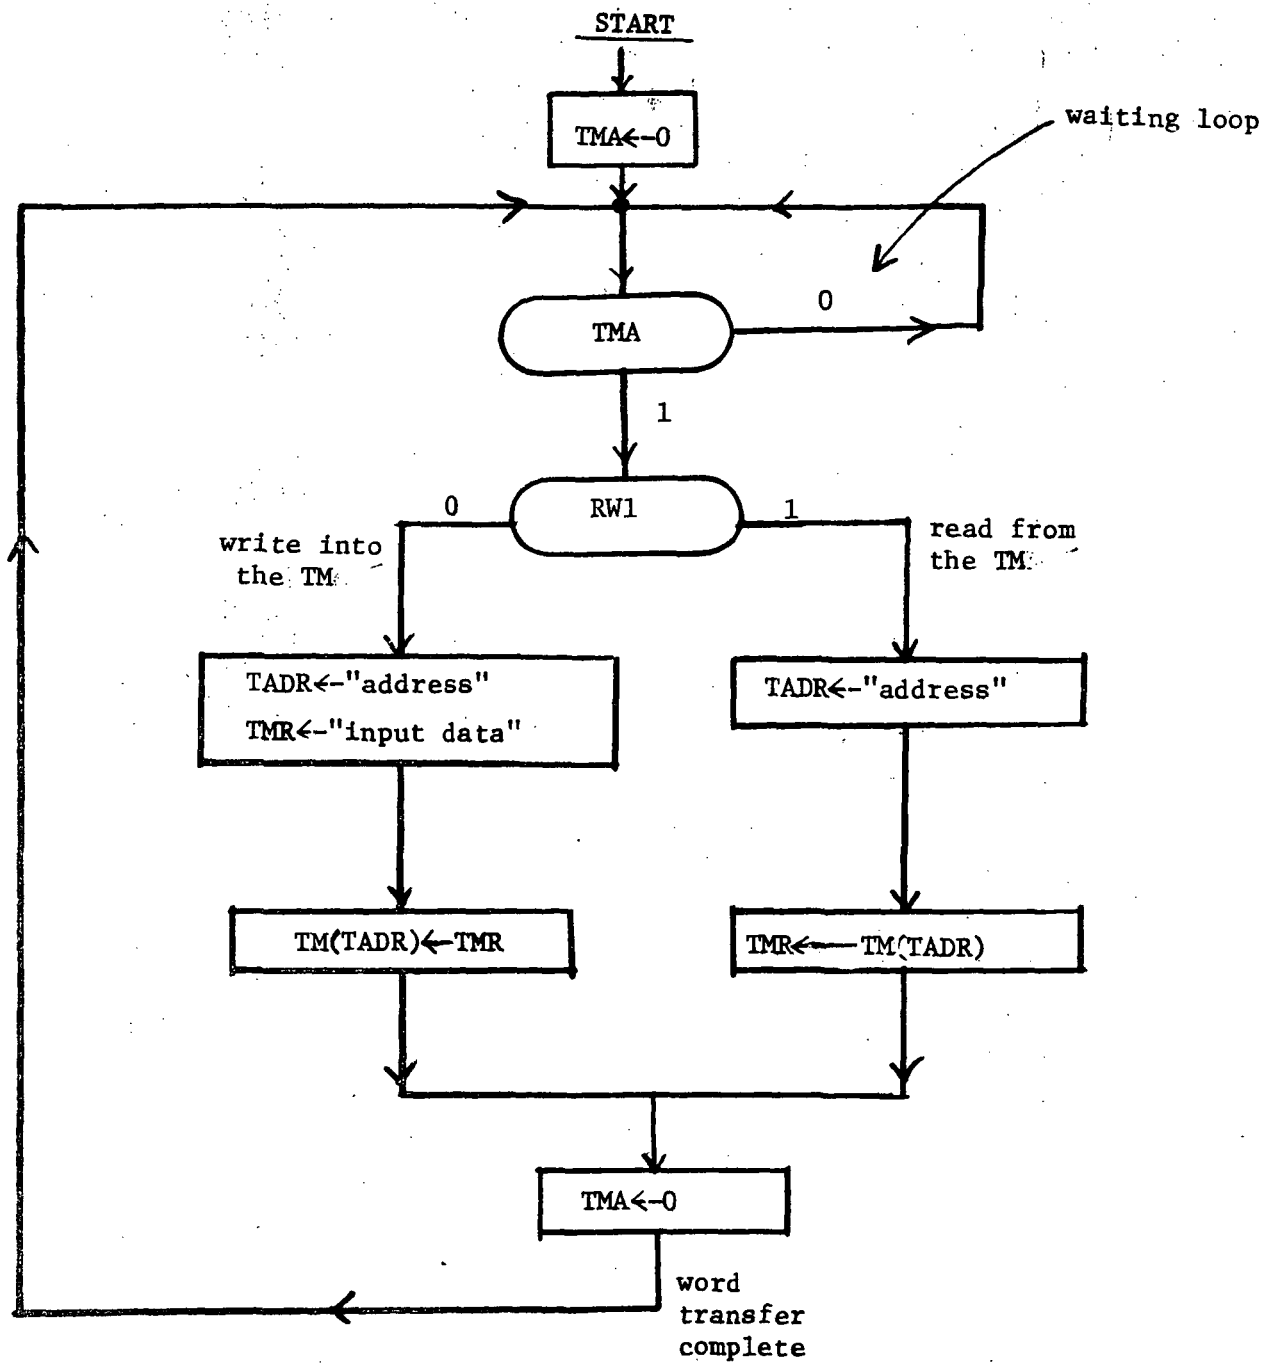 START
TMA←0
waiting loop
TMA
0
1
RW1
0
1
write into
the TM
read from
the TM
TADR←"address"
TMR←"input data"
TADR←"address"
TM(TADR)←TMR
TMR←TM(TADR)
TMA←0
word
transfer
complete